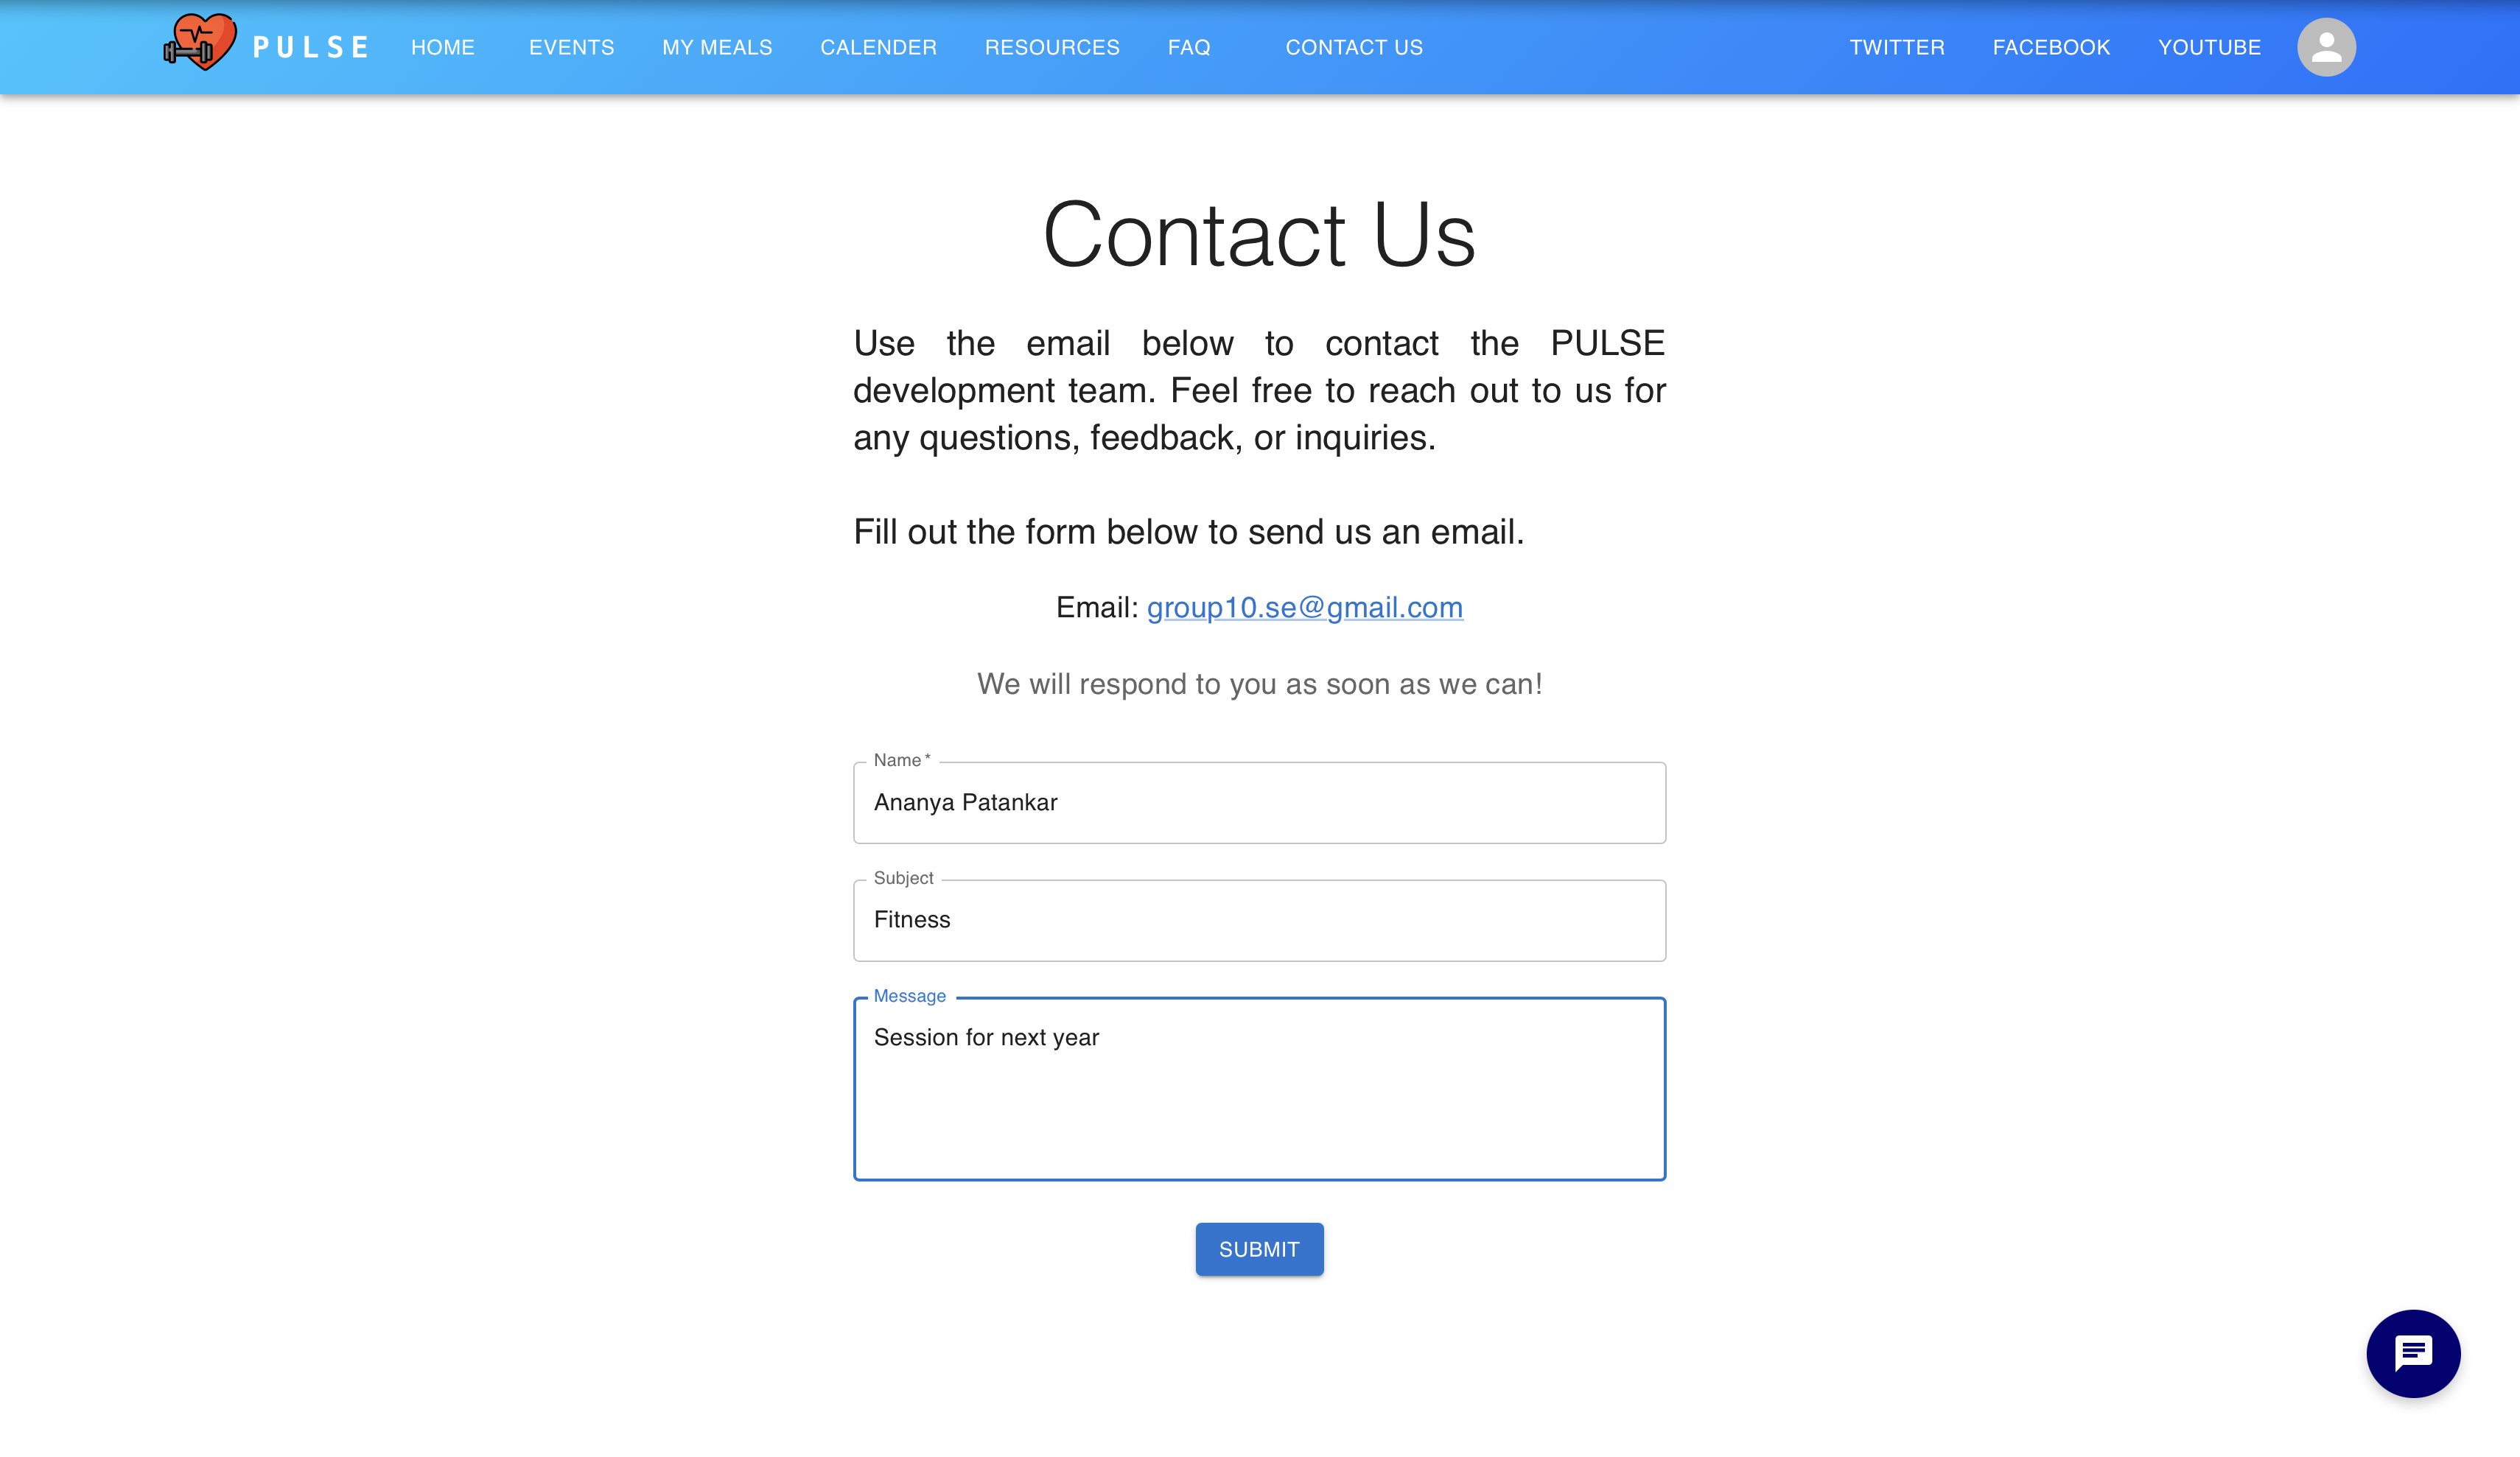 PULSE HOME EVENTS MY MEALS CALENDER RESOURCES FAQ CONTACT US TWITTER FACEBOOK YOUTUBE
Contact Us
Use the email below to contact the PULSE
development team. Feel free to reach out to us for
any questions, feedback, or inquiries.
Fill out the form below to send us an email.
Email: group10.se@gmail.com
We will respond to you as soon as we can!
Name *
Ananya Patankar
Subject
Fitness
Message
Session for next year
SUBMIT